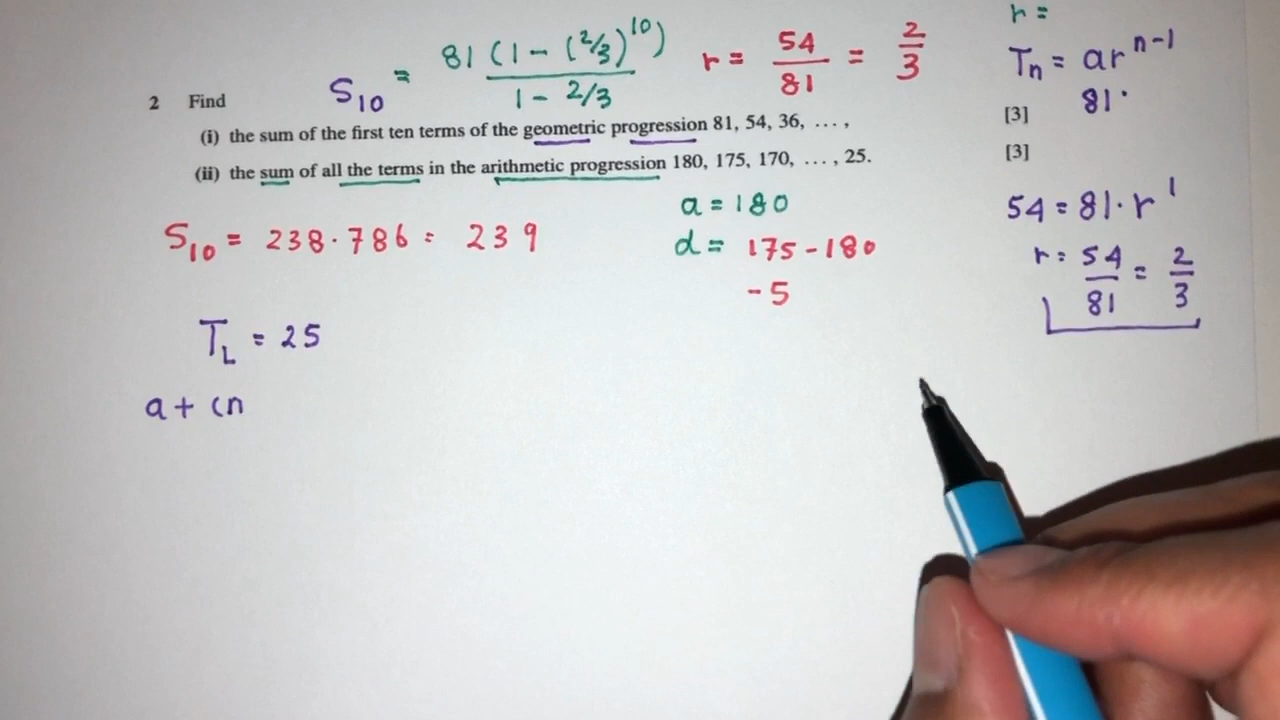 S10 = 81 (1 - (2/3)^10) / 1 - 2/3
r = 54/81 = 2/3
r =
Tn = ar^n-1
81·
2 Find
(i) the sum of the first ten terms of the geometric progression 81, 54, 36, ..., [3]
(ii) the sum of all the terms in the arithmetic progression 180, 175, 170, ..., 25. [3]
S10 = 238.786 = 239
a = 180
d = 175 - 180
-5
54 = 81·r^1
r = 54/81 = 2/3
TL = 25
a + (n